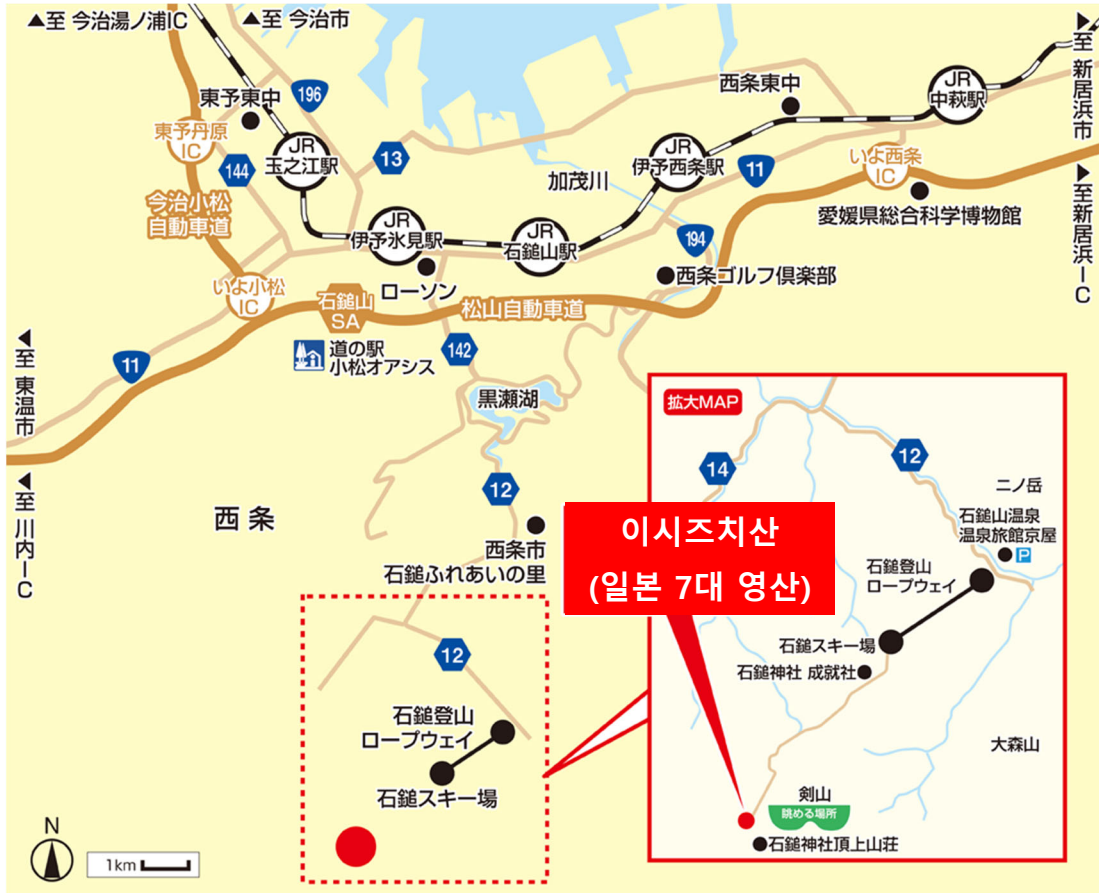 ▲至 今治湯ノ浦IC
▲至 今治市
196
東予東中
東予丹原
IC
144
JR
玉之江駅
13
今治小松
自動車道
西条東中
JR
中萩駅
▲至 新居浜市
JR
伊予西条駅
加茂川
11
いよ西条
IC
愛媛県総合科学博物館
▲至新居浜IC
JR
伊予氷見駅
JR
石鎚山駅
194
ローソン
西条ゴルフ倶楽部
いよ小松
IC
石鎚山
SA
松山自動車道
11
道の駅
小松オアシス
142
▲至 東温市
黒瀬湖
12
▲至 川内IC
西条
西条市
石鎚ふれあいの里
12
石鎚登山
ロープウェイ
石鎚スキー場
N
1km
拡大MAP
14
12
二ノ岳
石鎚山温泉
温泉旅館京屋
P
이시즈치산
(일본 7대 영산)
石鎚登山
ロープウェイ
石鎚スキー場
石鎚神社 成就社
大森山
剣山
眺める場所
石鎚神社頂上山荘